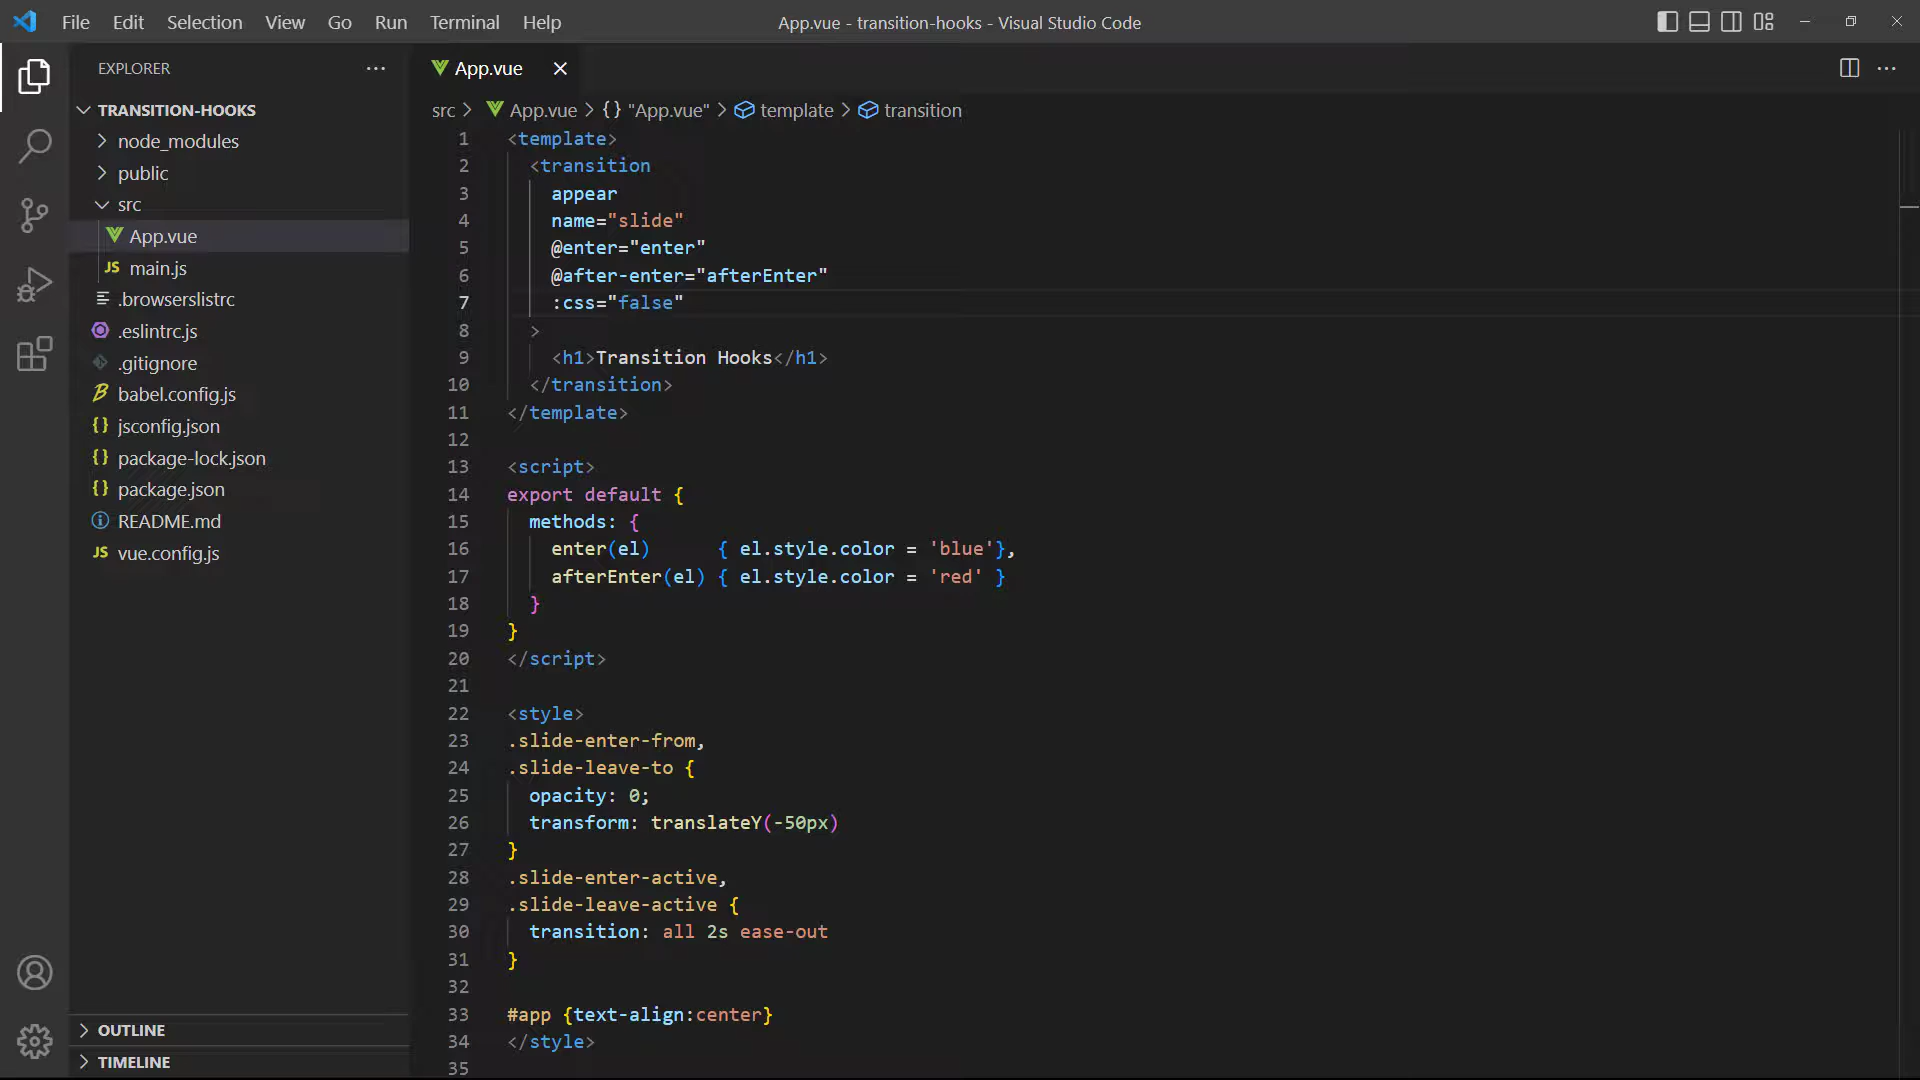 File Edit Selection View Go Run Terminal Help
App.vue - transition-hooks - Visual Studio Code
EXPLORER
TRANSITION-HOOKS
node_modules
public
src
App.vue
JS main.js
.browserslistrc
.eslintrc.js
.gitignore
babel.config.js
{} jsconfig.json
{} package-lock.json
{} package.json
README.md
JS vue.config.js
OUTLINE
TIMELINE
App.vue
src > App.vue > {} "App.vue" > template > transition
1 <template>
2 <transition
3 appear
4 name="slide"
5 @enter="enter"
6 @after-enter="afterEnter"
7 :css="false"
8 >
9 <h1>Transition Hooks</h1>
10 </transition>
11 </template>
12
13 <script>
14 export default {
15 methods: {
16 enter(el) { el.style.color = 'blue'},
17 afterEnter(el) { el.style.color = 'red' }
18 }
19 }
20 </script>
21
22 <style>
23 .slide-enter-from,
24 .slide-leave-to {
25 opacity: 0;
26 transform: translateY(-50px)
27 }
28 .slide-enter-active,
29 .slide-leave-active {
30 transition: all 2s ease-out
31 }
32
33 #app {text-align:center}
34 </style>
35